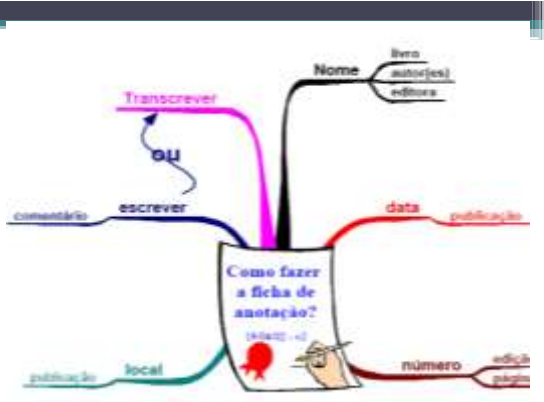 livro
Nome
autor(es)
editora
Transcrever
ou
comentário
escrever
data
publicação
Como fazer
a ficha de
anotação?
publicação
local
número
ediçã
págin